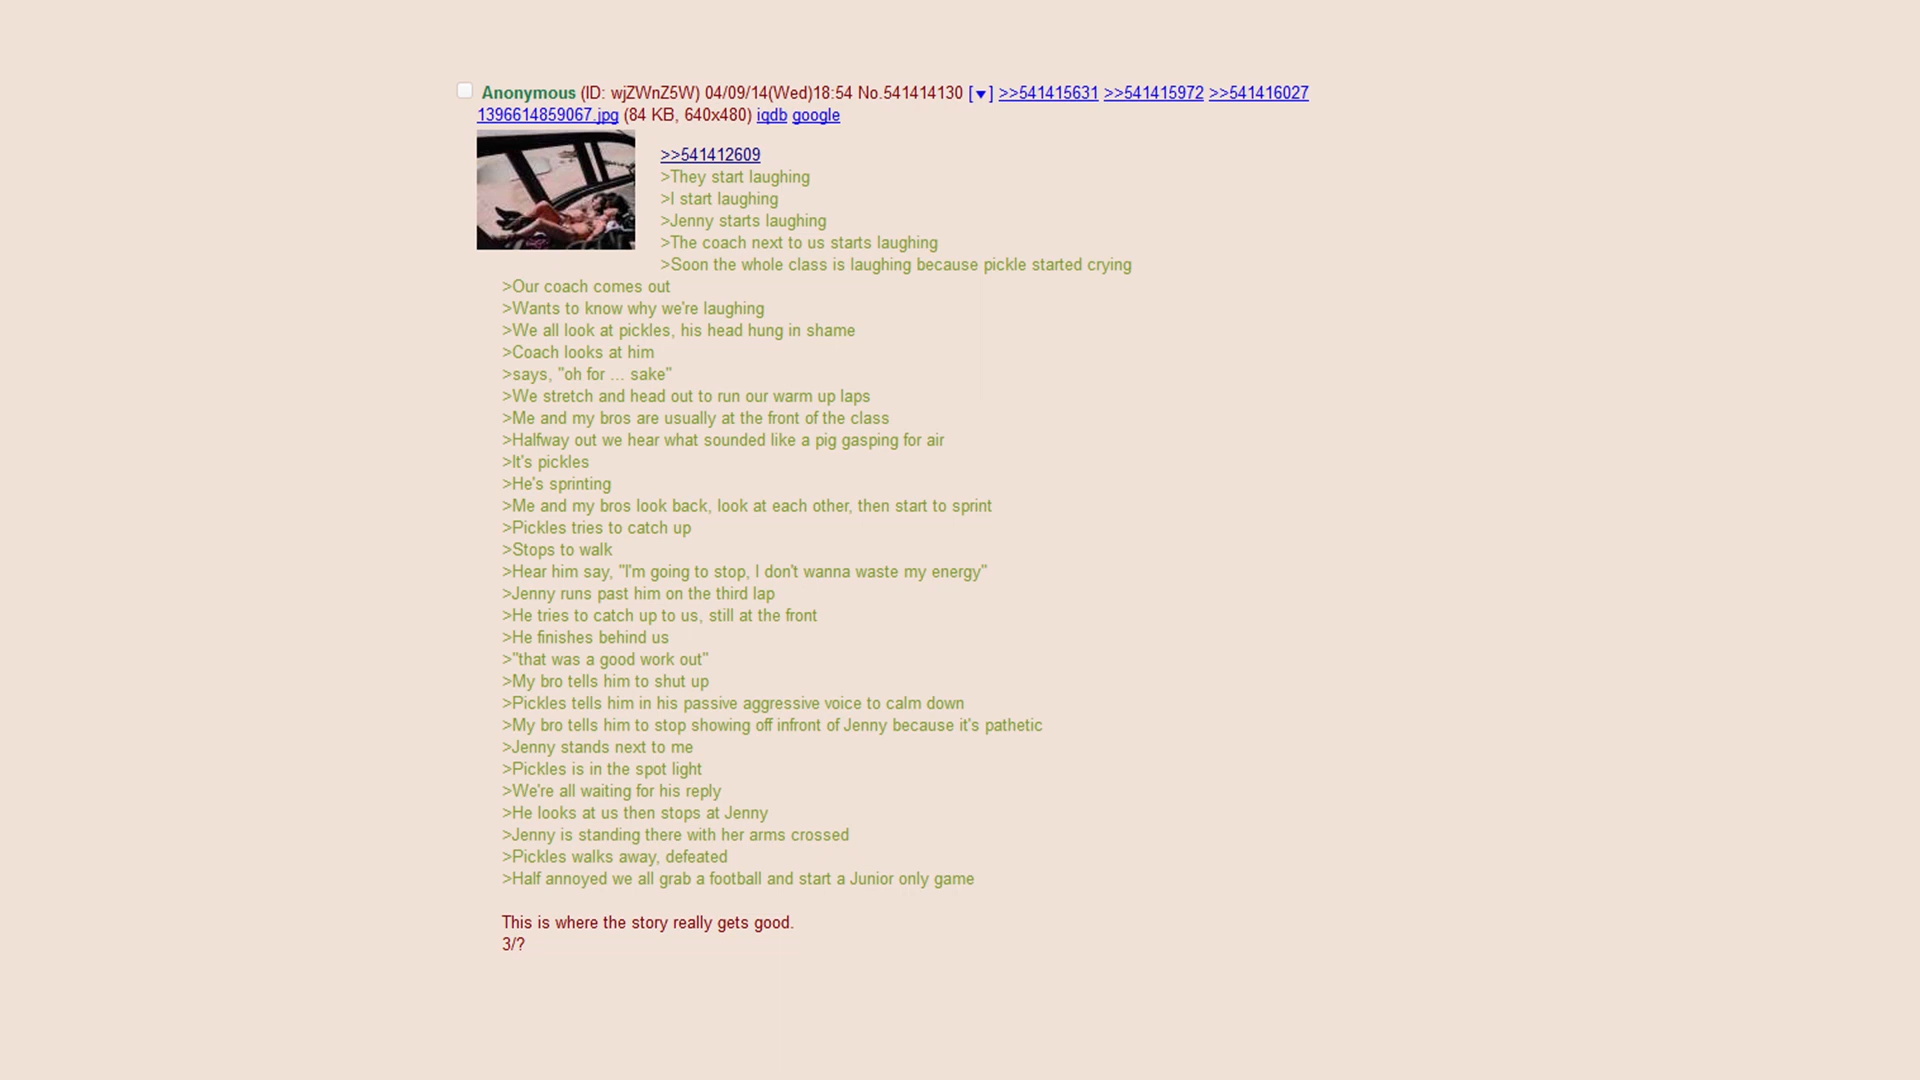 Anonymous (ID: wjZWnZ5W) 04/09/14(Wed)18:54 No.541414130 [▼] >>541415631 >>541415972 >>541416027
1396614859067.jpg (84 KB, 640x480) iqdb google
>>541412609
>They start laughing
>I start laughing
>Jenny starts laughing
>The coach next to us starts laughing
>Soon the whole class is laughing because pickle started crying
>Our coach comes out
>Wants to know why we're laughing
>We all look at pickles, his head hung in shame
>Coach looks at him
>says, "oh for ... sake"
>We stretch and head out to run our warm up laps
>Me and my bros are usually at the front of the class
>Halfway out we hear what sounded like a pig gasping for air
>It's pickles
>He's sprinting
>Me and my bros look back, look at each other, then start to sprint
>Pickles tries to catch up
>Stops to walk
>Hear him say, "I'm going to stop, I don't wanna waste my energy"
>Jenny runs past him on the third lap
>He tries to catch up to us, still at the front
>He finishes behind us
>"that was a good work out"
>My bro tells him to shut up
>Pickles tells him in his passive aggressive voice to calm down
>My bro tells him to stop showing off infront of Jenny because it's pathetic
>Jenny stands next to me
>Pickles is in the spot light
>We're all waiting for his reply
>He looks at us then stops at Jenny
>Jenny is standing there with her arms crossed
>Pickles walks away, defeated
>Half annoyed we all grab a football and start a Junior only game
This is where the story really gets good.
3/?